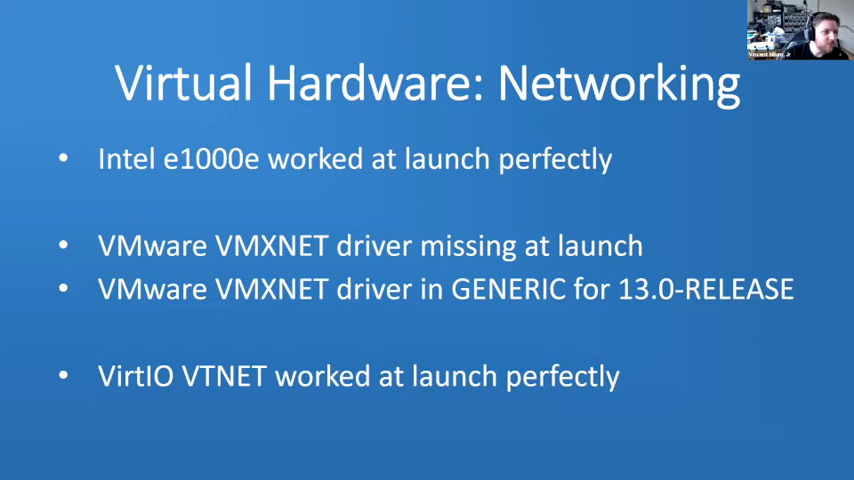 Virtual Hardware: Networking
• Intel e1000e worked at launch perfectly
• VMware VMXNET driver missing at launch
• VMware VMXNET driver in GENERIC for 13.0-RELEASE
• VirtIO VTNET worked at launch perfectly